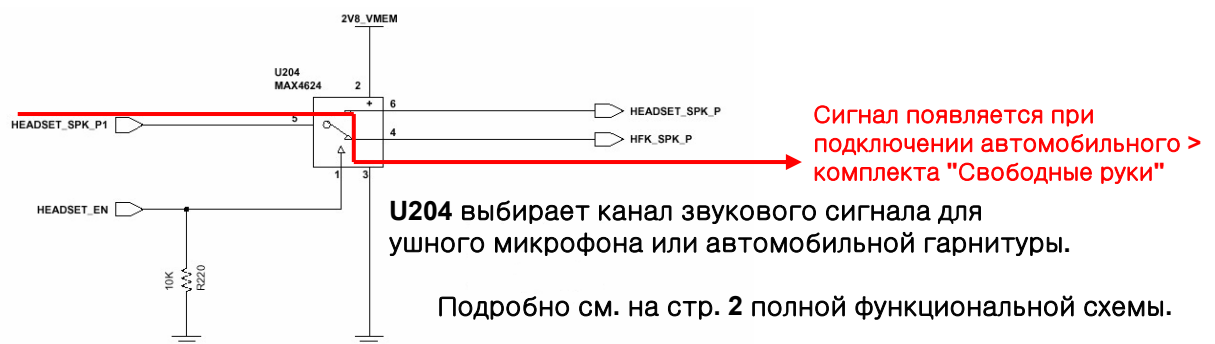 2V8_VMEM
U204
MAX4624
2
+
6
HEADSET_SPK_P
HEADSET_SPK_P1
5
4
HFK_SPK_P
Сигнал появляется при
подключении автомобильного >
комплекта "Свободные руки"
1
3
HEADSET_EN
U204 выбирает канал звукового сигнала для
ушного микрофона или автомобильной гарнитуры.
10K
R220
Подробно см. на стр. 2 полной функциональной схемы.